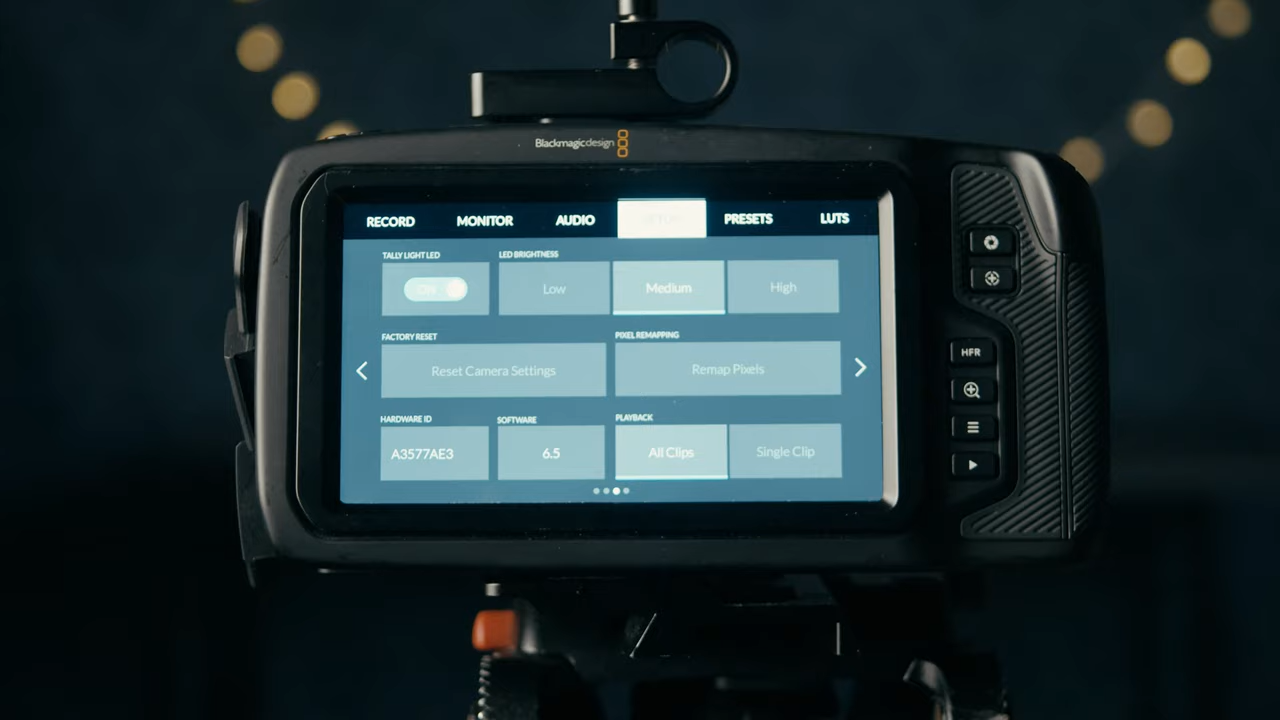 Blackmagicdesign
RECORD MONITOR AUDIO SETUP PRESETS LUTS
TALLY LIGHT LED LED BRIGHTNESS
ON Low Medium High
FACTORY RESET PIXEL REMAPPING
Reset Camera Settings Remap Pixels
HARDWARE ID SOFTWARE PLAYBACK
A3577AE3 6.5 All Clips Single Clip
HFR